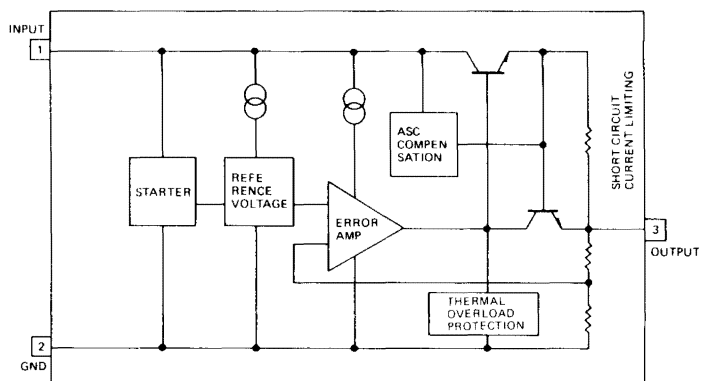 INPUT
1
ASC
COMPEN
SATION
SHORT CIRCUIT
CURRENT LIMITING
STARTER
REFE
RENCE
VOLTAGE
ERROR
AMP
3
OUTPUT
THERMAL
OVERLOAD
PROTECTION
2
GND